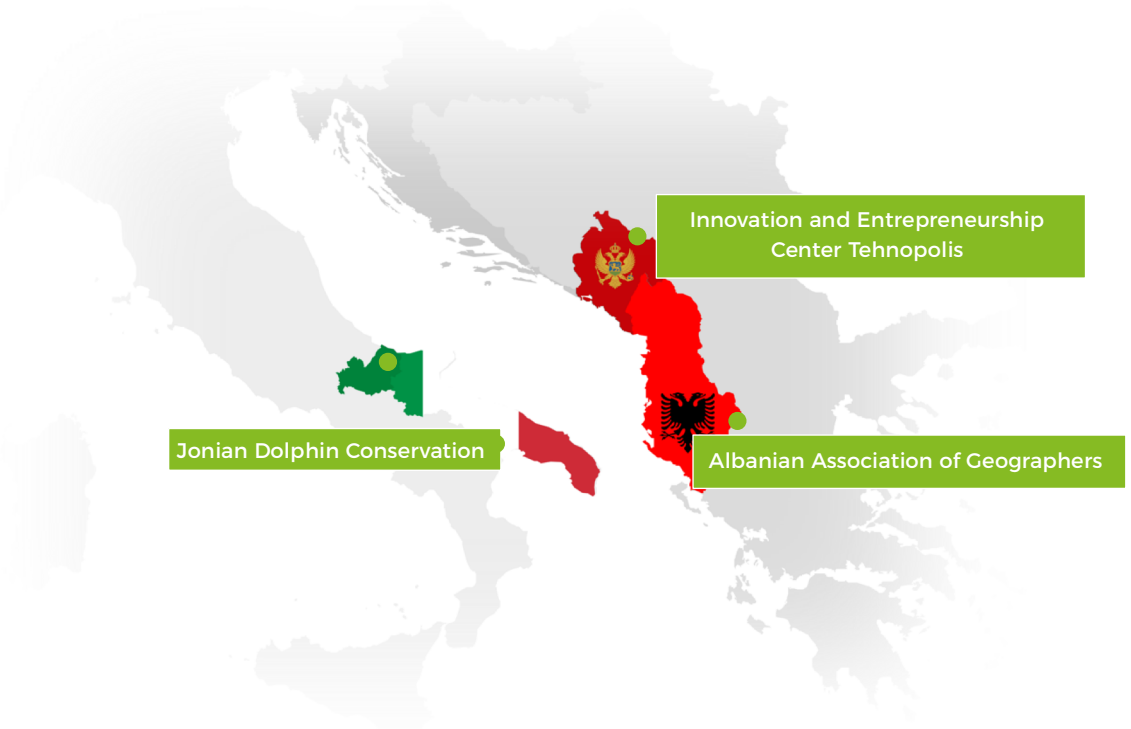 Innovation and Entrepreneurship
Center Tehnopolis
Jonian Dolphin Conservation
Albanian Association of Geographers